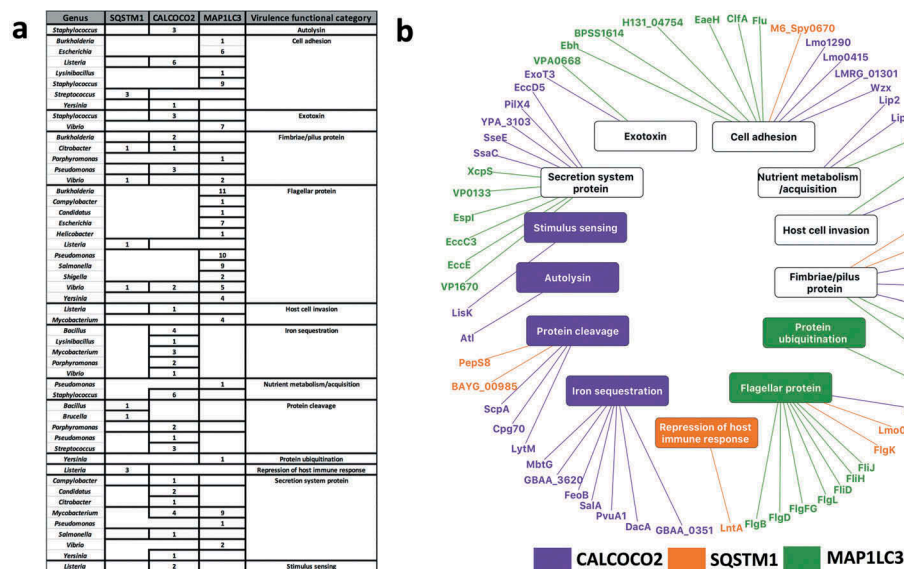 a
Genus SQSTM1 CALCOCO2 MAP1LC3 Virulence functional category
Staphylococcus 3 Autolysin
Burkholderia 1 Cell adhesion
Escherichia 6
Listeria 6
Lysinibacillus 1
Staphylococcus 9
Streptococcus 3
Yersinia 1
Staphylococcus 3 Exotoxin
Vibrio 7
Burkholderia 2 Fimbriae/pilus protein
Citrobacter 1 1
Porphyromonas 1
Pseudomonas 3
Vibrio 1 2
Burkholderia 11 Flagellar protein
Campylobacter 1
Candidatus 1
Escherichia 7
Helicobacter 1
Listeria 1
Pseudomonas 10
Salmonella 9
Shigella 2
Vibrio 1 2 5
Yersinia 4
Listeria 1 Host cell invasion
Mycobacterium 4
Bacillus 4 Iron sequestration
Lysinibacillus 1
Mycobacterium 3
Porphyromonas 2
Vibrio 1
Pseudomonas 1 Nutrient metabolism/acquisition
Staphylococcus 6
Bacillus 1 Protein cleavage
Brucella 1
Porphyromonas 2
Pseudomonas 1
Streptococcus 3
Yersinia 1 Protein ubiquitination
Listeria 3 Repression of host immune response
Campylobacter 1 Secretion system protein
Candidatus 2
Citrobacter 1
Mycobacterium 4 9
Pseudomonas 1
Salmonella 1
Vibrio 2
Yersinia 1
Listeria 2 Stimulus sensing
b
H131_04754
EaeH
ClfA
Flu
M6_Spy0670
BPSS1614
Lmo1290
Ebh
Lmo0415
VPA0668
LMRG_01301
ExoT3
Wzx
EccD5
Lip2
PilX4
Lip
YPA_3103
SseE
SsaC
XcpS
VP0133
EspI
EccC3
EccE
VP1670
LisK
Atl
PepS8
BAYG_00985
ScpA
Cpg70
LytM
MbtG
GBAA_3620
FeoB
SalA
PvuA1
DacA
GBAA_0351
LntA
FlgB
FlgD
FlgFG
FlgL
FliD
FliH
FliJ
FlgK
Lmo0
Exotoxin
Cell adhesion
Secretion system
protein
Nutrient metabolism
/acquisition
Stimulus sensing
Host cell invasion
Autolysin
Fimbriae/pilus
protein
Protein cleavage
Protein
ubiquitination
Iron sequestration
Flagellar protein
Repression of host
immune response
CALCOCO2 SQSTM1 MAP1LC3